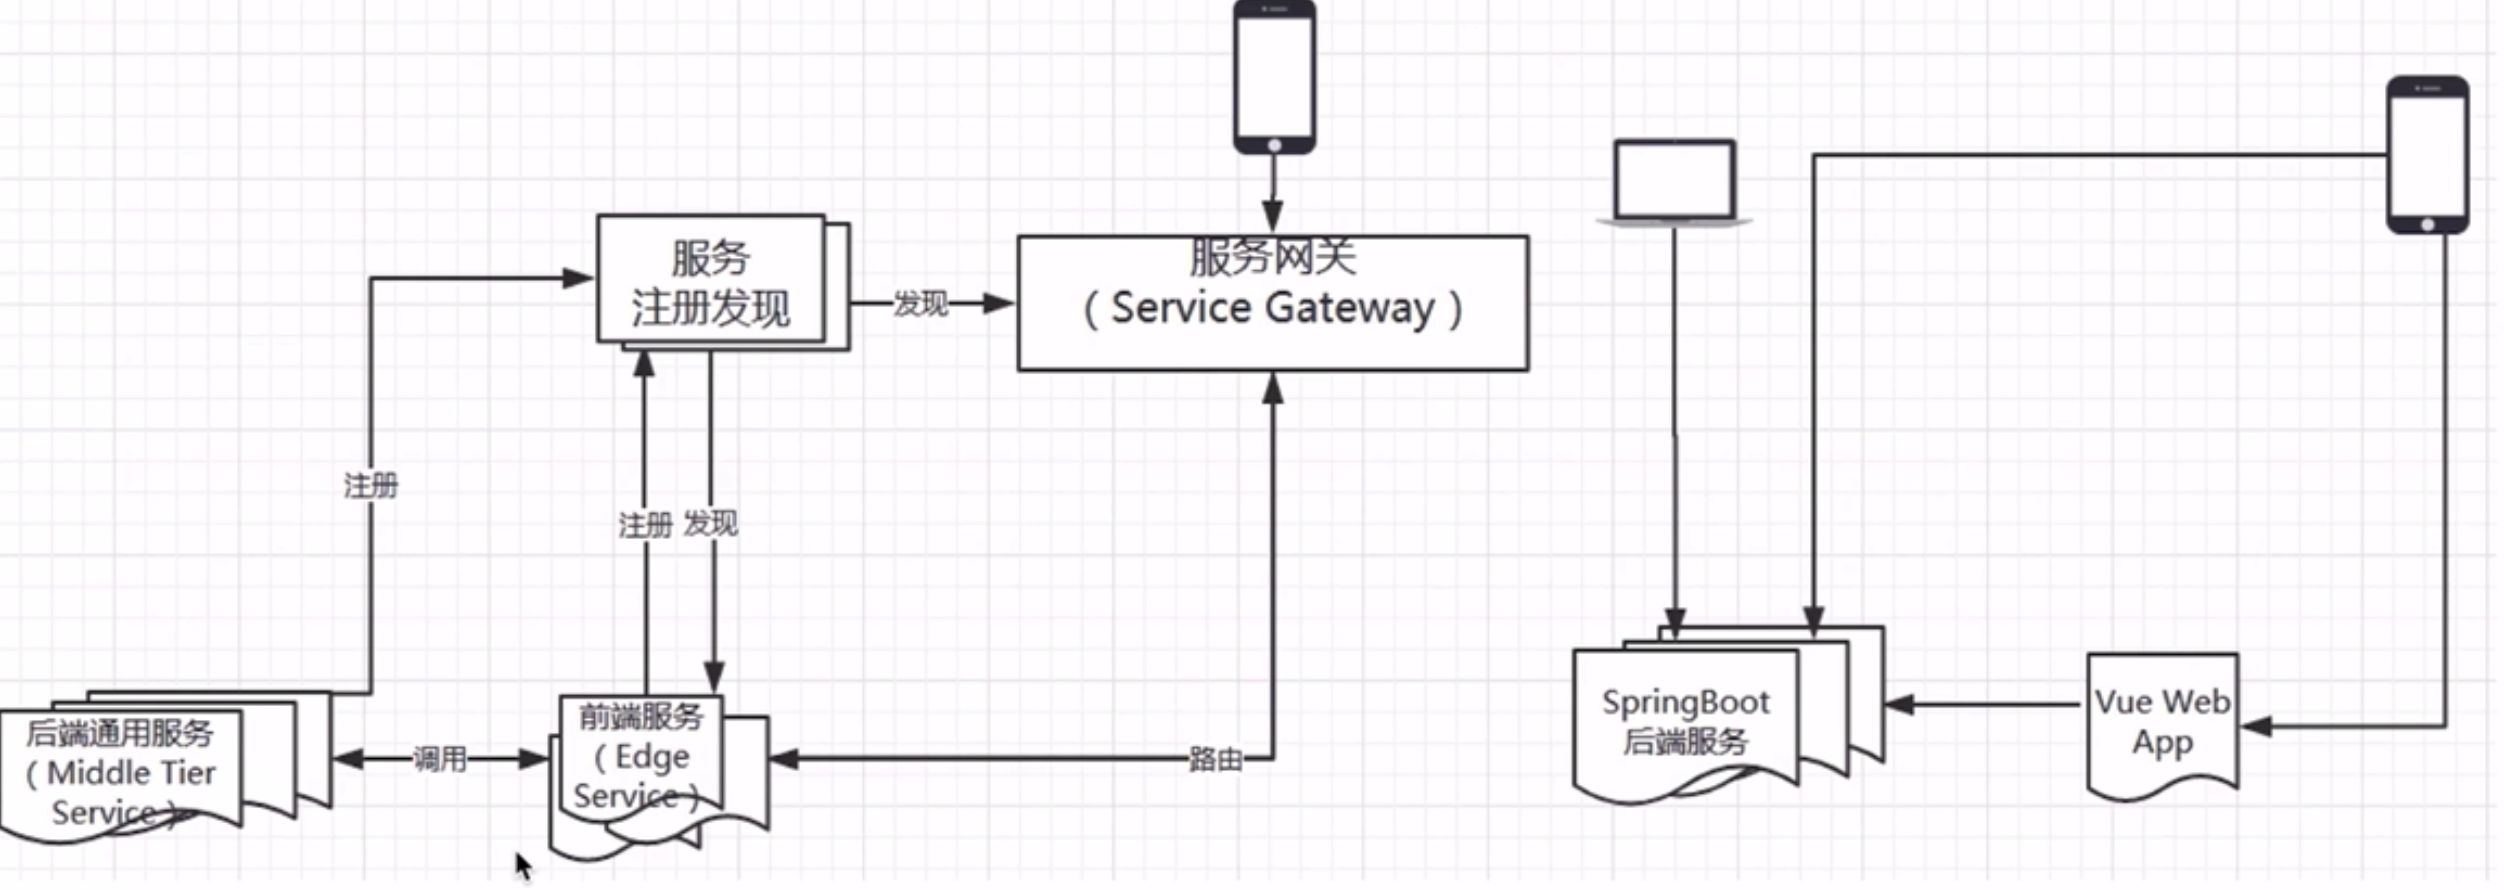 服务
注册发现
发现
服务网关
（Service Gateway）
注册
注册
发现
后端通用服务
（Middle Tier
Service）
调用
前端服务
（Edge
Service）
路由
SpringBoot
后端服务
Vue Web
App